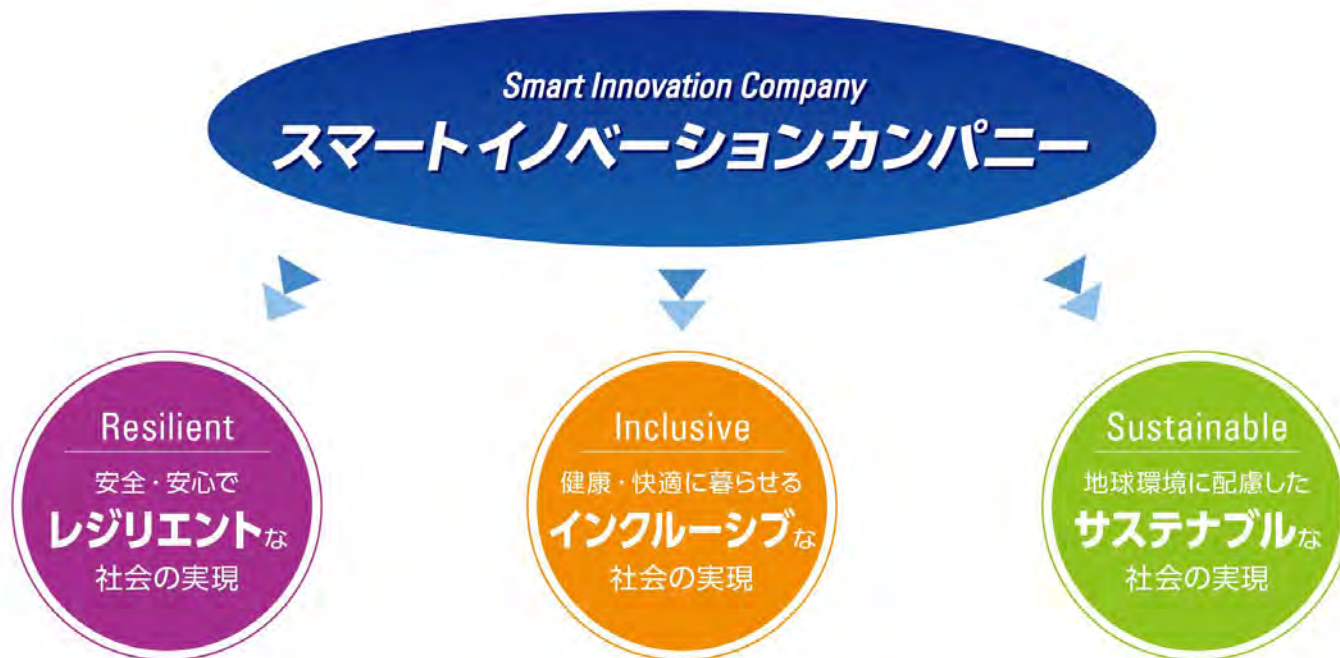 Smart Innovation Company
スマートイノベーションカンパニー
Resilient
安全・安心で
レジリエントな
社会の実現
Inclusive
健康・快適に暮らせる
インクルーシブな
社会の実現
Sustainable
地球環境に配慮した
サステナブルな
社会の実現